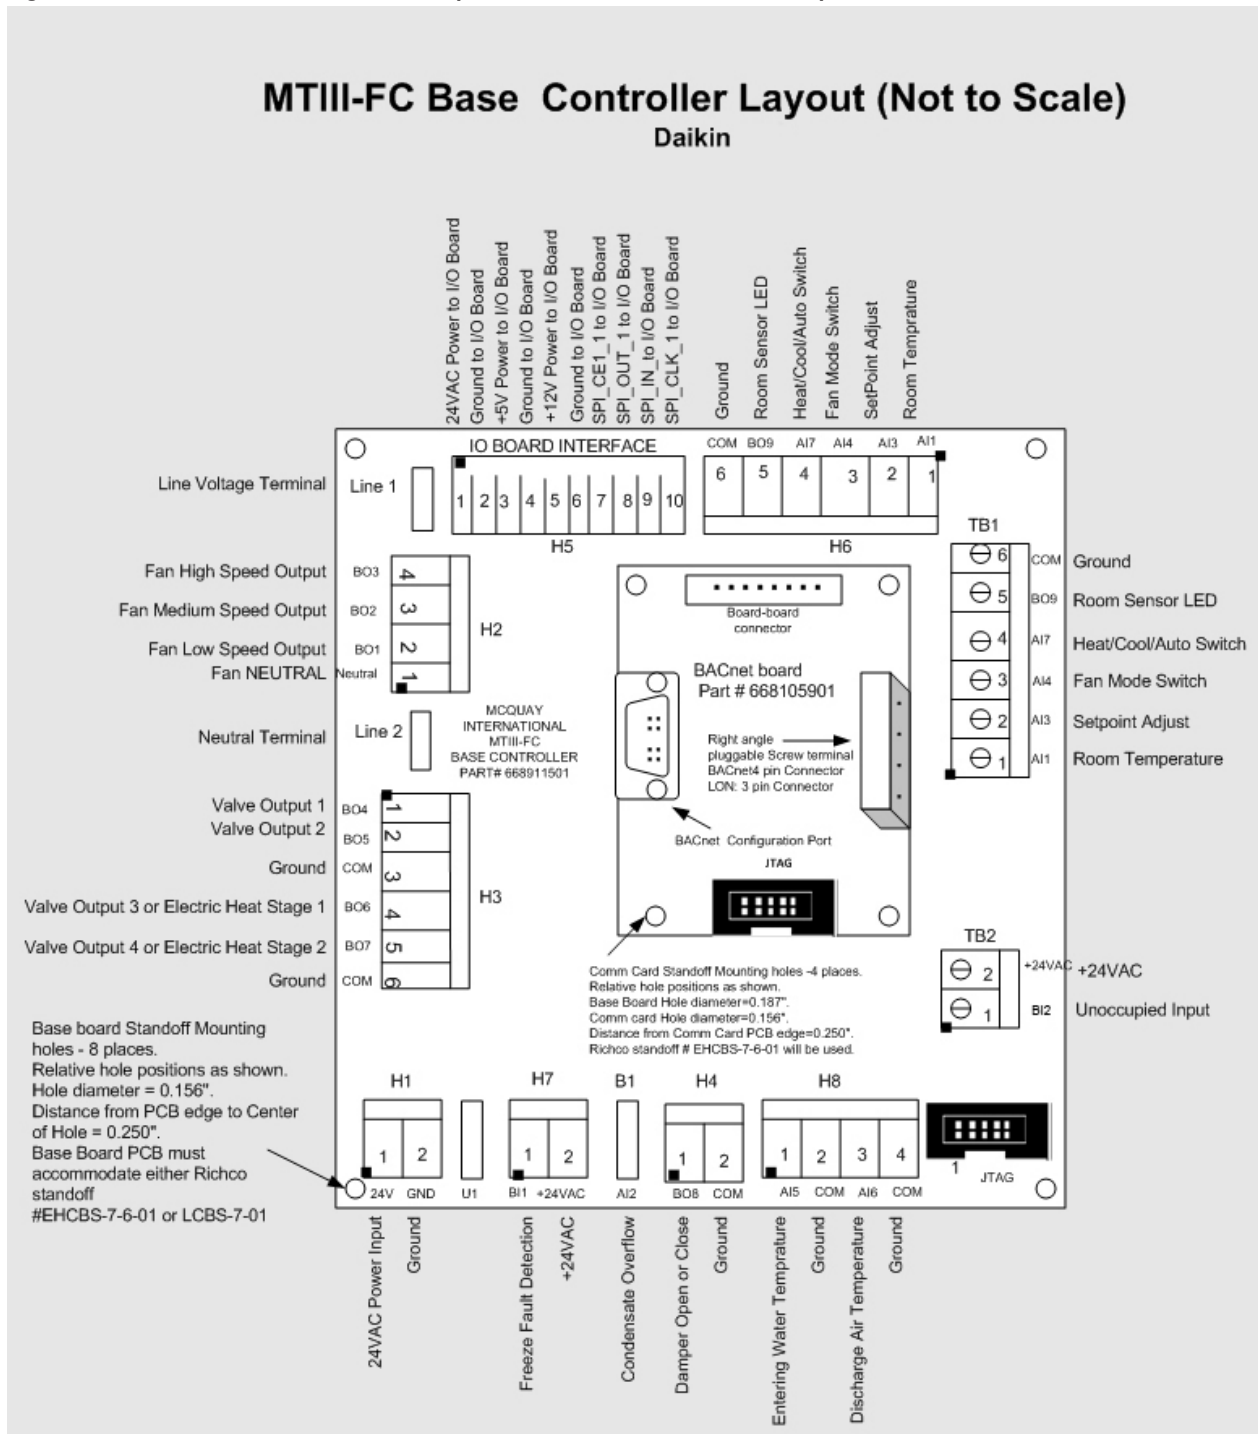 MTIII-FC Base Controller Layout (Not to Scale)
Daikin
24VAC Power to I/O Board
Ground to I/O Board
+5V Power to I/O Board
Ground to I/O Board
+12V Power to I/O Board
Ground to I/O Board
SPI_CE1_1 to I/O Board
SPI_OUT_1 to I/O Board
SPI_IN_to I/O Board
SPI_CLK_1 to I/O Board
Ground
Room Sensor LED
Heat/Cool/Auto Switch
Fan Mode Switch
SetPoint Adjust
Room Temprature
IO BOARD INTERFACE
1 2 3 4 5 6 7 8 9 10
H5
COM BO9 AI7 AI4 AI3 AI1
6 5 4 3 2 1
H6
Line Voltage Terminal
Line 1
Fan High Speed Output
BO3
4
Fan Medium Speed Output
BO2
3
Fan Low Speed Output
BO1
2
Fan NEUTRAL
Neutral
1
H2
Neutral Terminal
Line 2
MCQUAY
INTERNATIONAL
MTIII-FC
BASE CONTROLLER
PART# 668911501
Valve Output 1
BO4
1
Valve Output 2
BO5
2
Ground
COM
3
Valve Output 3 or Electric Heat Stage 1
BO6
4
Valve Output 4 or Electric Heat Stage 2
BO7
5
Ground
COM
6
H3
Board-board
connector
BACnet board
Part # 668105901
Right angle
pluggable Screw terminal
BACnet4 pin Connector
LON: 3 pin Connector
BACnet Configuration Port
JTAG
TB1
6
COM
Ground
5
BO9
Room Sensor LED
4
AI7
Heat/Cool/Auto Switch
3
AI4
Fan Mode Switch
2
AI3
Setpoint Adjust
1
AI1
Room Temperature
TB2
2
+24VAC
+24VAC
1
BI2
Unoccupied Input
Comm Card Standoff Mounting holes -4 places.
Relative hole positions as shown.
Base Board Hole diameter=0.187".
Comm card Hole diameter=0.156".
Distance from Comm Card PCB edge=0.250".
Richco standoff # EHCBS-7-6-01 will be used.
Base board Standoff Mounting
holes - 8 places.
Relative hole positions as shown.
Hole diameter = 0.156".
Distance from PCB edge to Center
of Hole = 0.250".
Base Board PCB must
accommodate either Richco
standoff
#EHCBS-7-6-01 or LCBS-7-01
H1
1 2
24V GND
U1
H7
1 2
BI1 +24VAC
B1
AI2
H4
1 2
BO8 COM
H8
1 2 3 4
AI5 COM AI6 COM
1
JTAG
24VAC Power Input
Ground
Freeze Fault Detection
+24VAC
Condensate Overflow
Damper Open or Close
Ground
Entering Water Temprature
Ground
Discharge Air Temperature
Ground